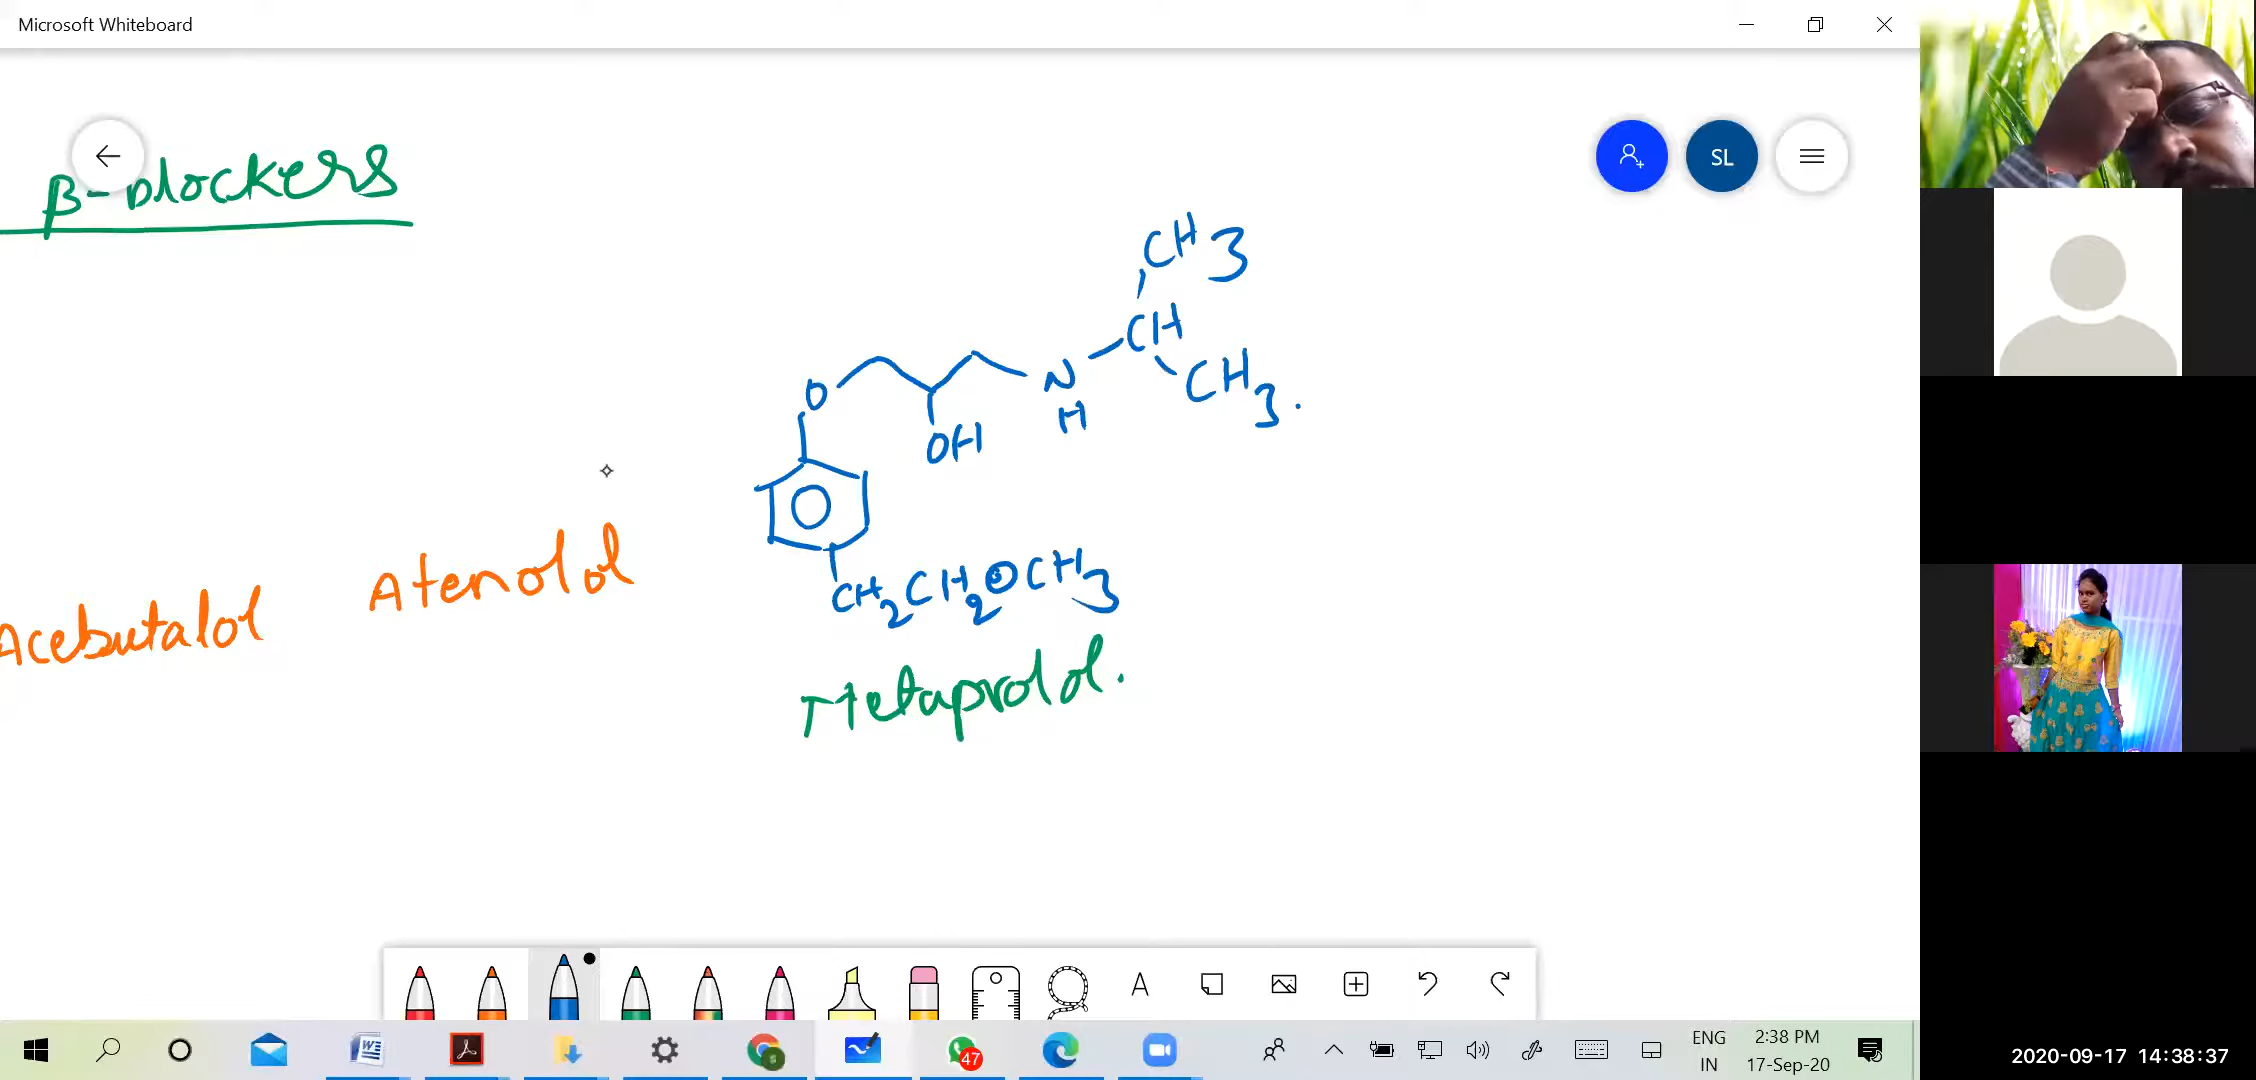 Microsoft Whiteboard
β-blockers
SL
CH3
CH
CH3.
O
N
H
OH
CH2CH2OCH3
Atenolol
Acebutalol
Metaprolol.
A
47
ENG
IN
2:38 PM
17-Sep-20
2020-09-17 14:38:37